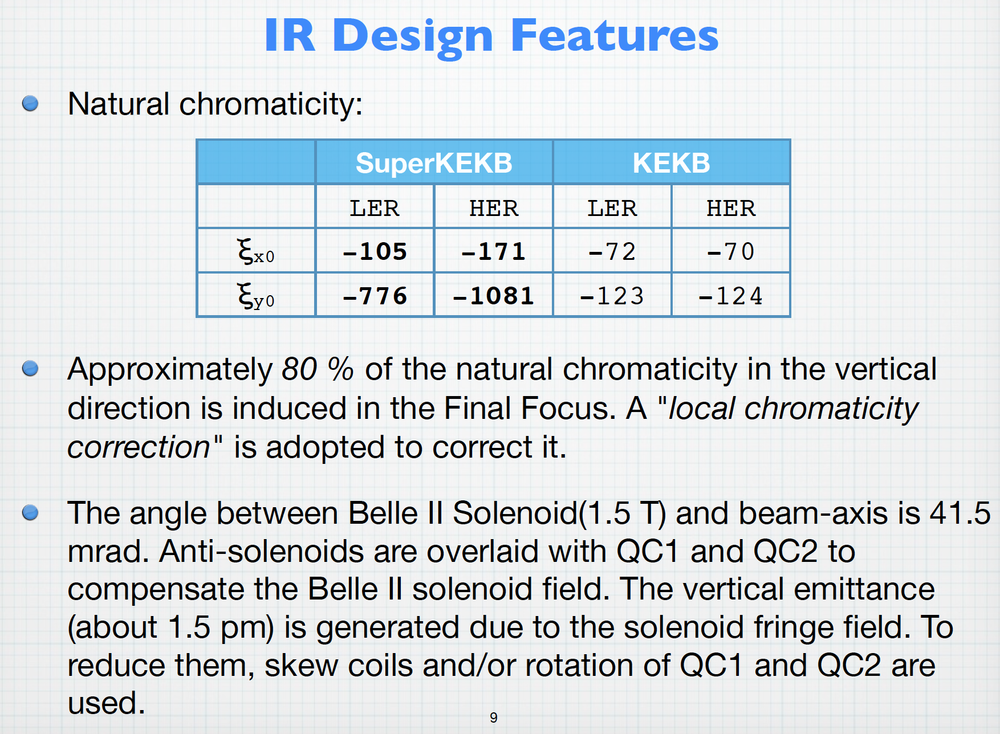 IR Design Features
Natural chromaticity:
SuperKEKB KEKB
LER HER LER HER
ξx0 -105 -171 -72 -70
ξy0 -776 -1081 -123 -124
Approximately 80 % of the natural chromaticity in the vertical
direction is induced in the Final Focus. A "local chromaticity
correction" is adopted to correct it.
The angle between Belle II Solenoid(1.5 T) and beam-axis is 41.5
mrad. Anti-solenoids are overlaid with QC1 and QC2 to
compensate the Belle II solenoid field. The vertical emittance
(about 1.5 pm) is generated due to the solenoid fringe field. To
reduce them, skew coils and/or rotation of QC1 and QC2 are
used.
9